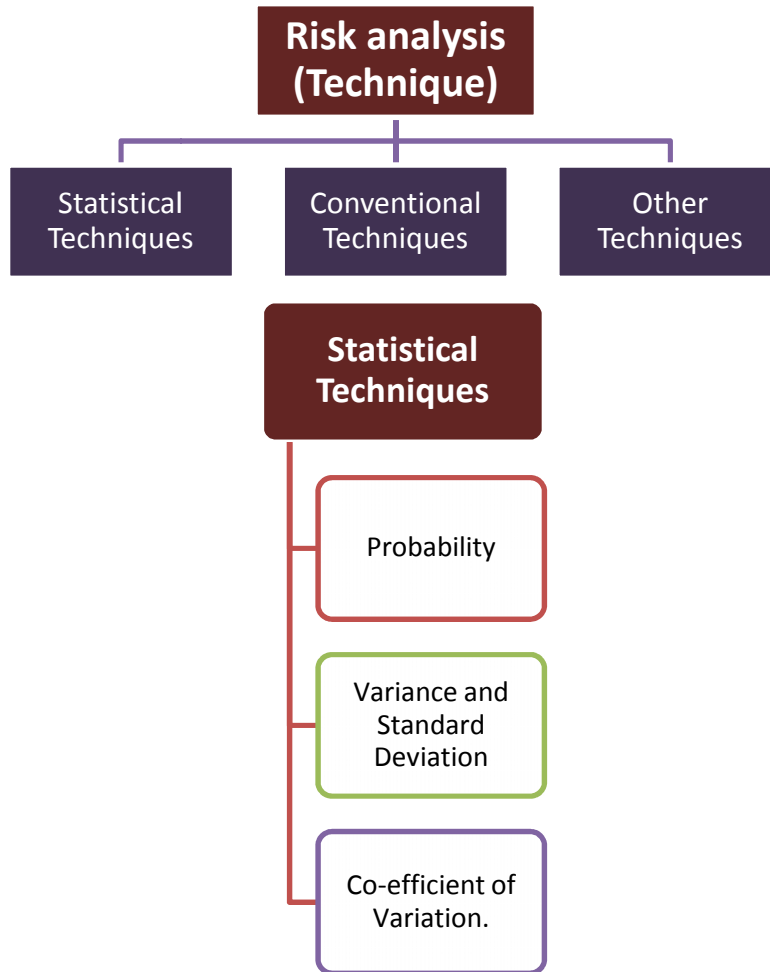 Risk analysis
(Technique)
Statistical
Techniques
Conventional
Techniques
Other
Techniques
Statistical
Techniques
Probability
Variance and
Standard
Deviation
Co-efficient of
Variation.